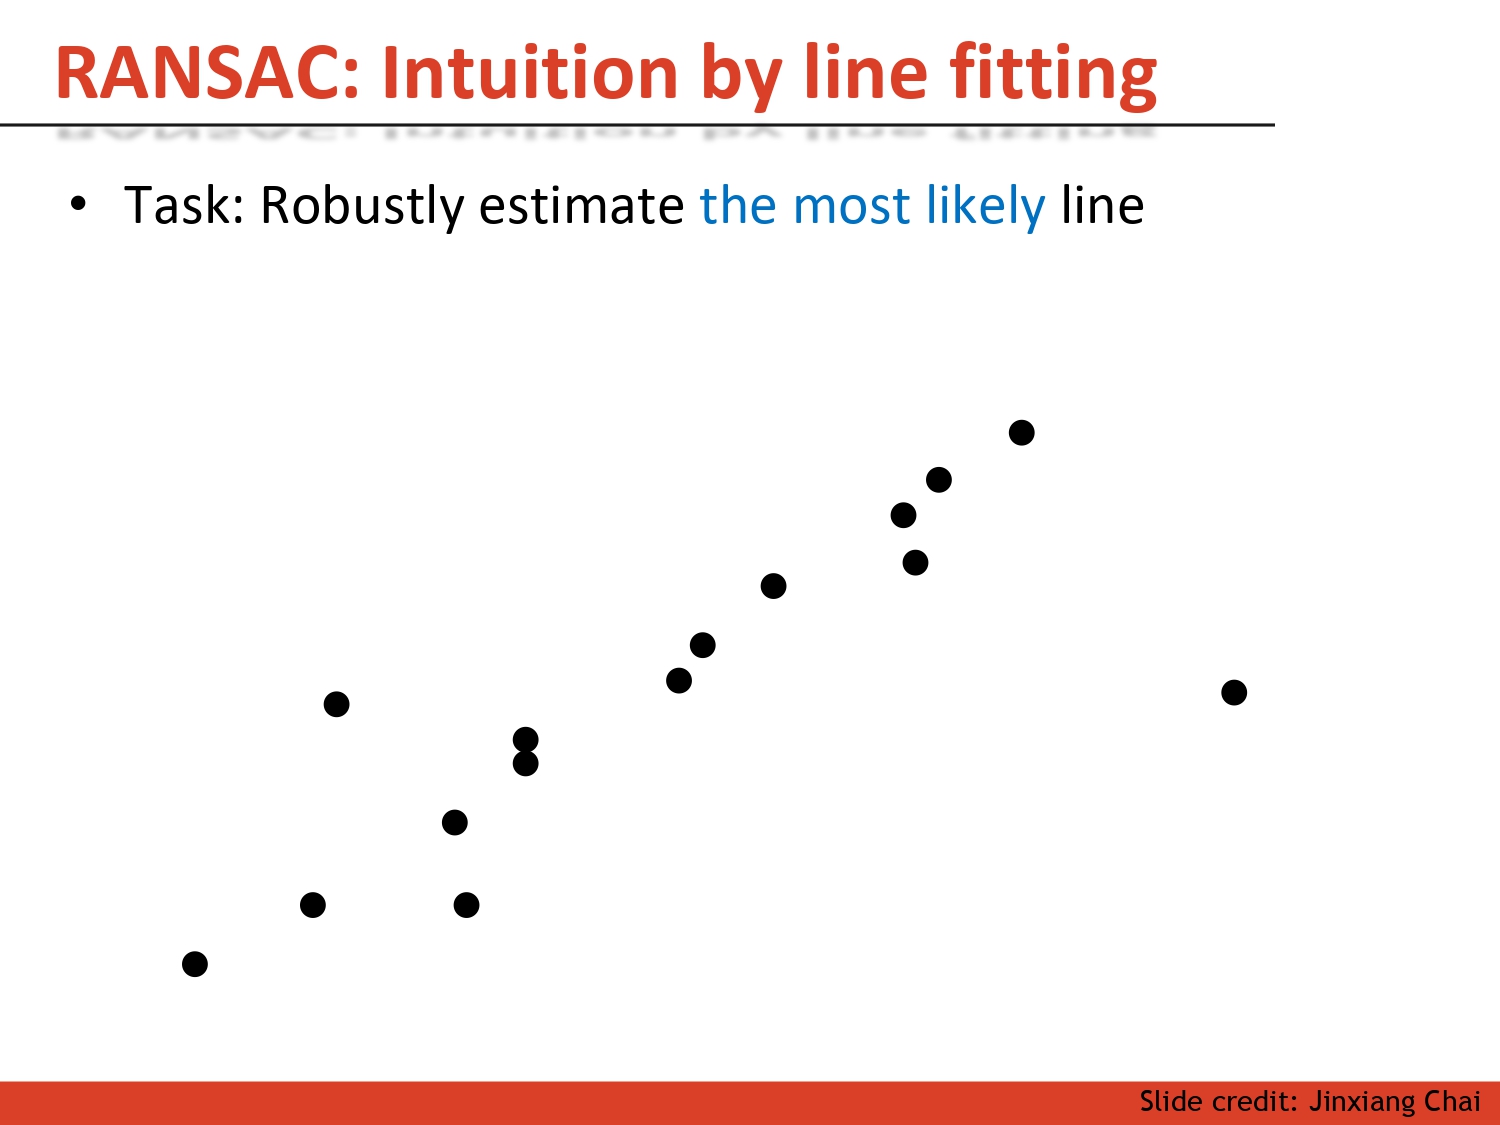 RANSAC: Intuition by line fitting
• Task: Robustly estimate the most likely line
Slide credit: Jinxiang Chai